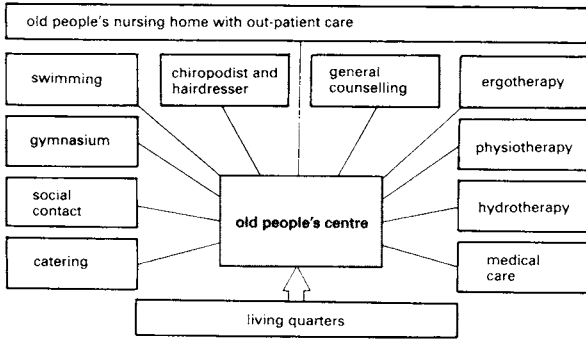 old people's nursing home with out-patient care
swimming
chiropodist and
hairdresser
general
counselling
ergotherapy
gymnasium
physiotherapy
social
contact
old people's centre
hydrotherapy
catering
medical
care
living quarters